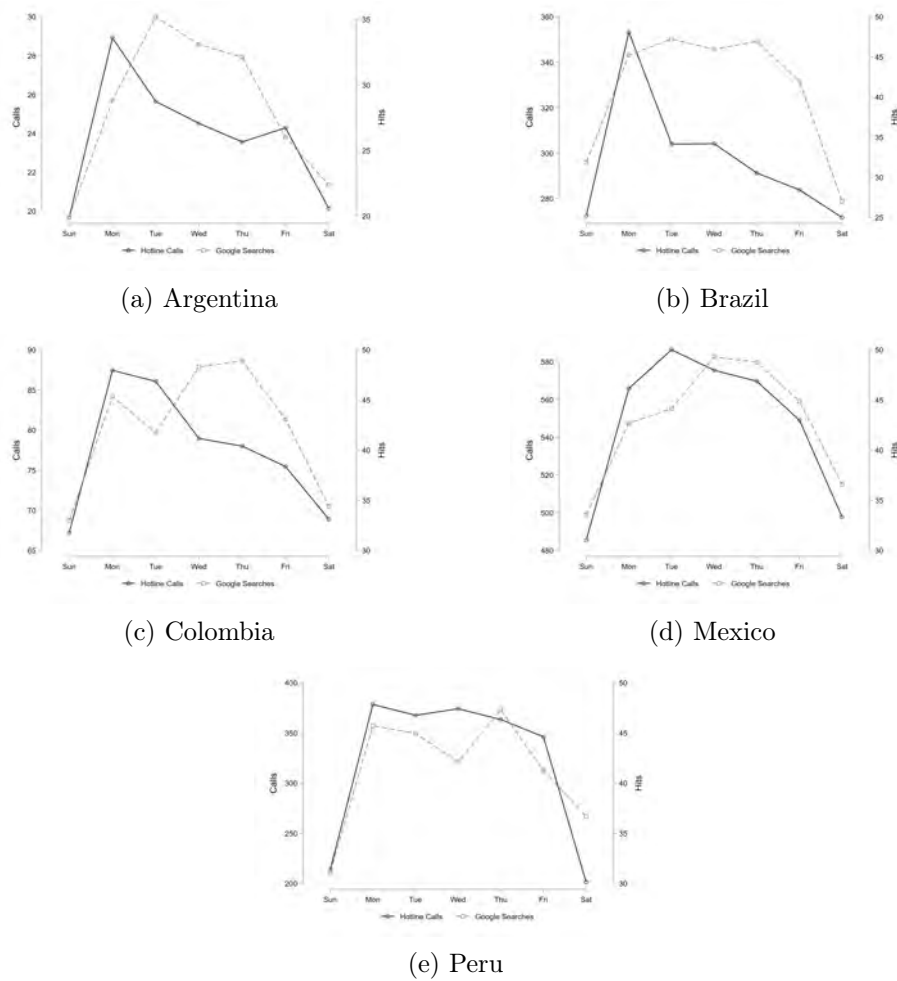 30
28
26
24
22
20
Calls
35
30
25
20
Hits
Sun Mon Tue Wed Thu Fri Sat
Hotline Calls Google Searches
(a) Argentina
360
340
320
300
280
Calls
50
45
40
35
30
25
Hits
Sun Mon Tue Wed Thu Fri Sat
Hotline Calls Google Searches
(b) Brazil
90
85
80
75
70
65
Calls
50
45
40
35
30
Hits
Sun Mon Tue Wed Thu Fri Sat
Hotline Calls Google Searches
(c) Colombia
580
560
540
520
500
480
Calls
50
45
40
35
30
Hits
Sun Mon Tue Wed Thu Fri Sat
Hotline Calls Google Searches
(d) Mexico
400
350
300
250
200
Calls
50
45
40
35
30
Hits
Sun Mon Tue Wed Thu Fri Sat
Hotline Calls Google Searches
(e) Peru